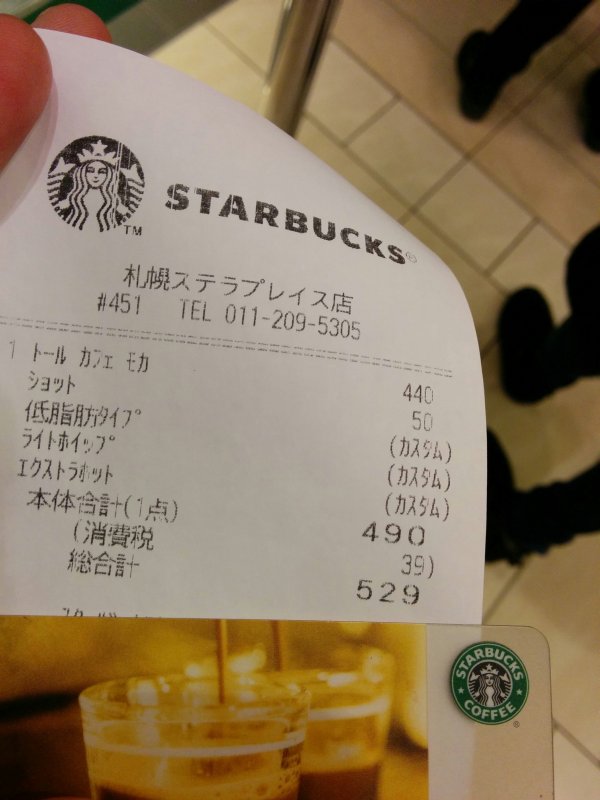 TM
STARBUCKS®
札幌ステラプレイス店
#451 TEL 011-209-5305
1 トール カフェ モカ 440
ショット 50
低脂肪タイプ (カスタム)
ライトホイップ (カスタム)
エクストラホット (カスタム)
本体合計(1点) 490
(消費税 39)
総合計 529
STARBUCKS
COFFEE
®